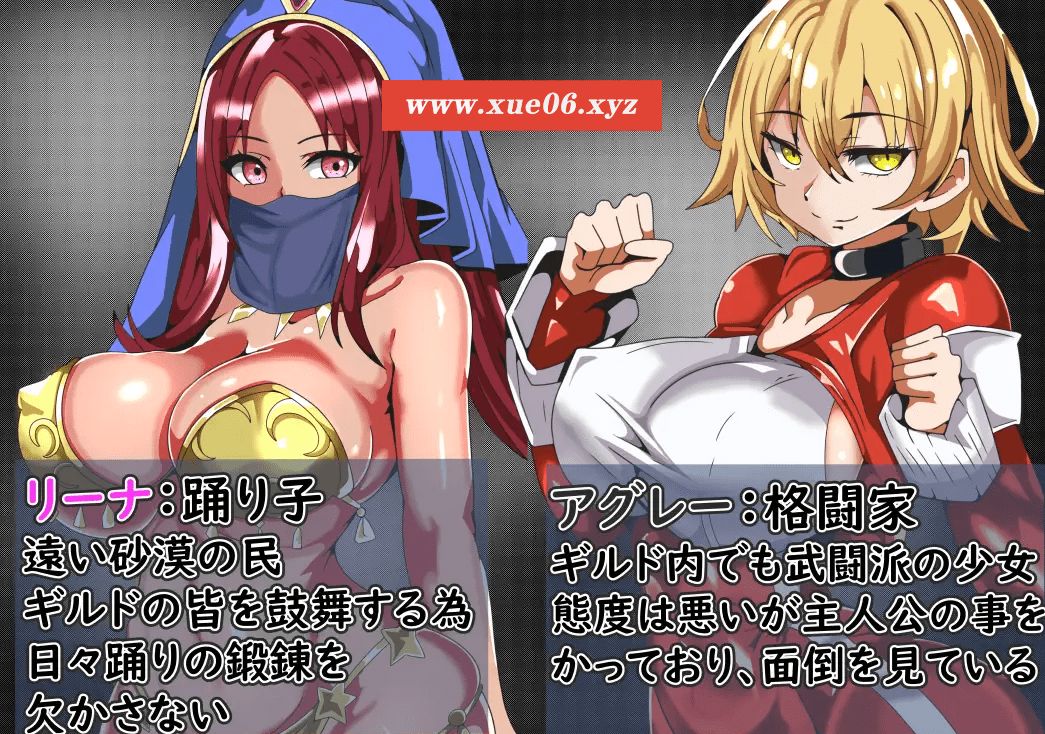 www.xue06.xyz
リーナ：踊り子
遠い砂漠の民
ギルドの皆を鼓舞する為
日々踊りの鍛錬を
欠かさない
アグレー：格闘家
ギルド内でも武闘派の少女
態度は悪いが主人公の事を
かっており、面倒を見ている